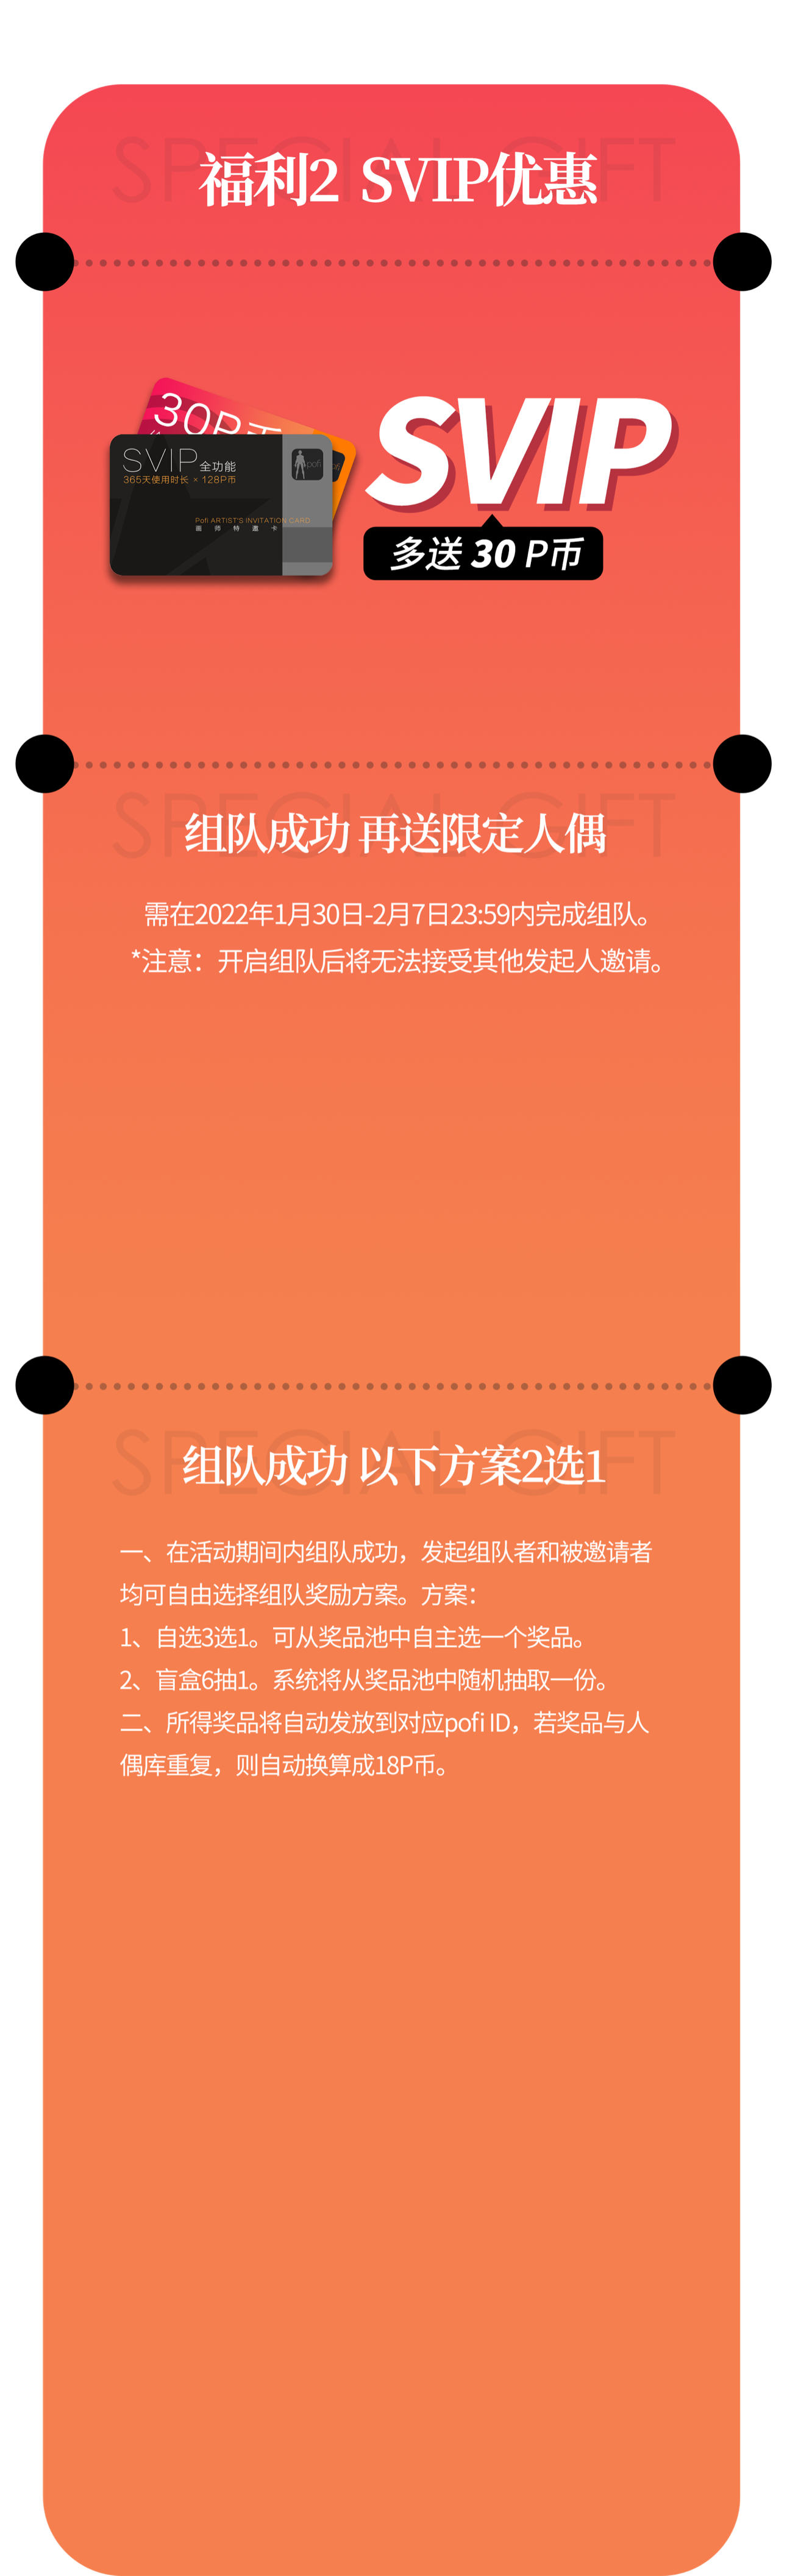 SPECIAL GIFT
福利2 SVIP优惠
30P币
SVIP全功能
365天使用时长 × 128P币
pofi
Pofi ARTIST'S INVITATION CARD
画 师 特 邀 卡
SVIP
多送 30 P币
SPECIAL GIFT
组队成功 再送限定人偶
需在2022年1月30日-2月7日23:59内完成组队。
*注意：开启组队后将无法接受其他发起人邀请。
SPECIAL GIFT
组队成功 以下方案2选1
一、在活动期间内组队成功，发起组队者和被邀请者
均可自由选择组队奖励方案。方案：
1、自选3选1。可从奖品池中自主选一个奖品。
2、盲盒6抽1。系统将从奖品池中随机抽取一份。
二、所得奖品将自动发放到对应pofi ID，若奖品与人
偶库重复，则自动换算成18P币。